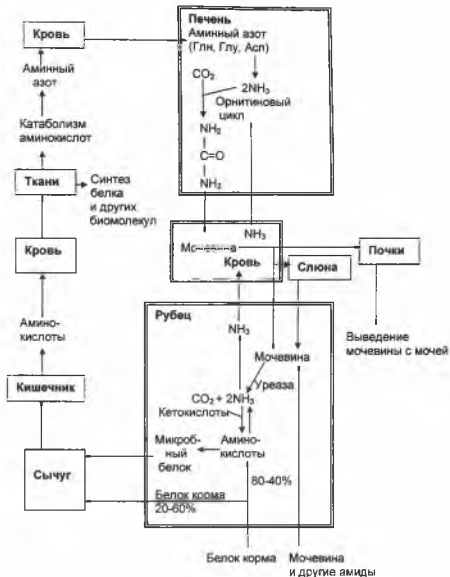 Кровь
Аминный
азот
Катаболизм
аминокислот
Ткани
Синтез
белка
и других
биомолекул
Кровь
Амино-
кислоты
Кишечник
Сычуг
Печень
Аминный азот
(Глн, Глу, Асп)
CO2
2NH3
Орнитиновый
цикл
NH2
C=O
NH2
NH3
Мочевина
Кровь
Слюна
Почки
Выведение
мочевины с мочей
Рубец
NH3
Мочевина
Уреаза
CO2 + 2NH3
Кетокислоты
Микроб-
ный
белок
Амино-
кислоты
80-40%
Белок корма
20-60%
Белок корма
Мочевина
и другие амиды